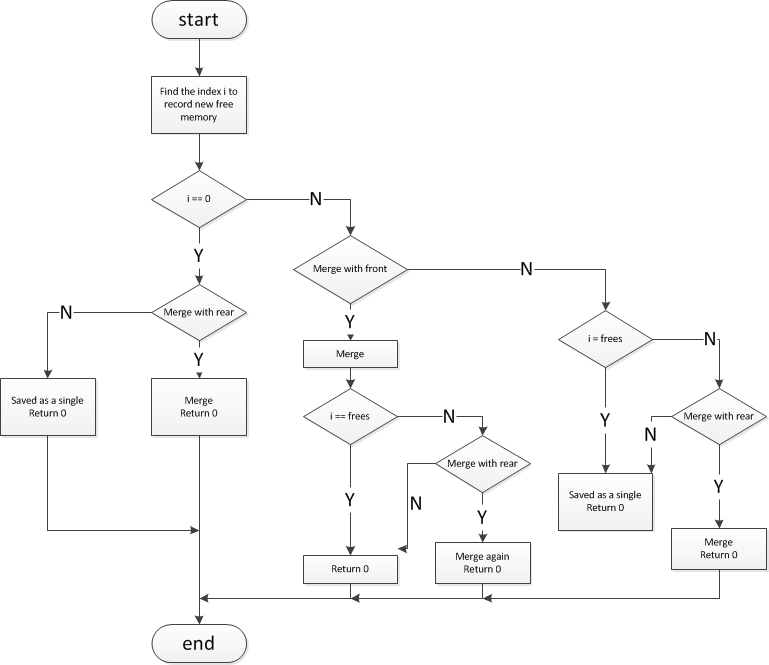 start
Find the index i to
record new free
memory
i == 0
N
Y
Merge with front
N
Merge with rear
N
Y
Y
i = frees
N
Merge
Saved as a single
Return 0
Merge
Return 0
i == frees
N
Y
Merge with rear
N
Merge with rear
Y
N
Y
Saved as a single
Return 0
Y
Merge
Return 0
Return 0
Merge again
Return 0
end